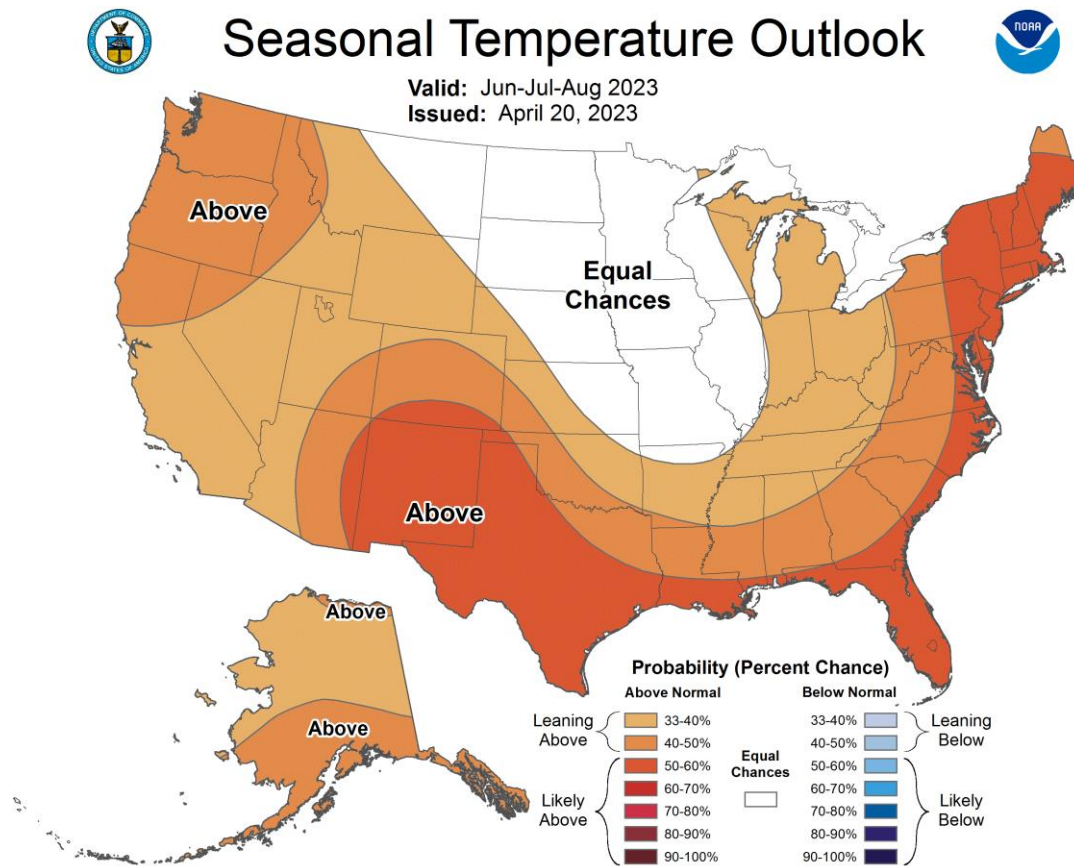 Seasonal Temperature Outlook
NOAA
Valid: Jun-Jul-Aug 2023
Issued: April 20, 2023
Above
Equal
Chances
Above
Above
Above
Probability (Percent Chance)
Above Normal
Below Normal
Leaning
Above
33-40%
40-50%
Likely
Above
50-60%
60-70%
70-80%
80-90%
90-100%
Equal
Chances
33-40%
40-50%
Leaning
Below
50-60%
60-70%
70-80%
80-90%
90-100%
Likely
Below